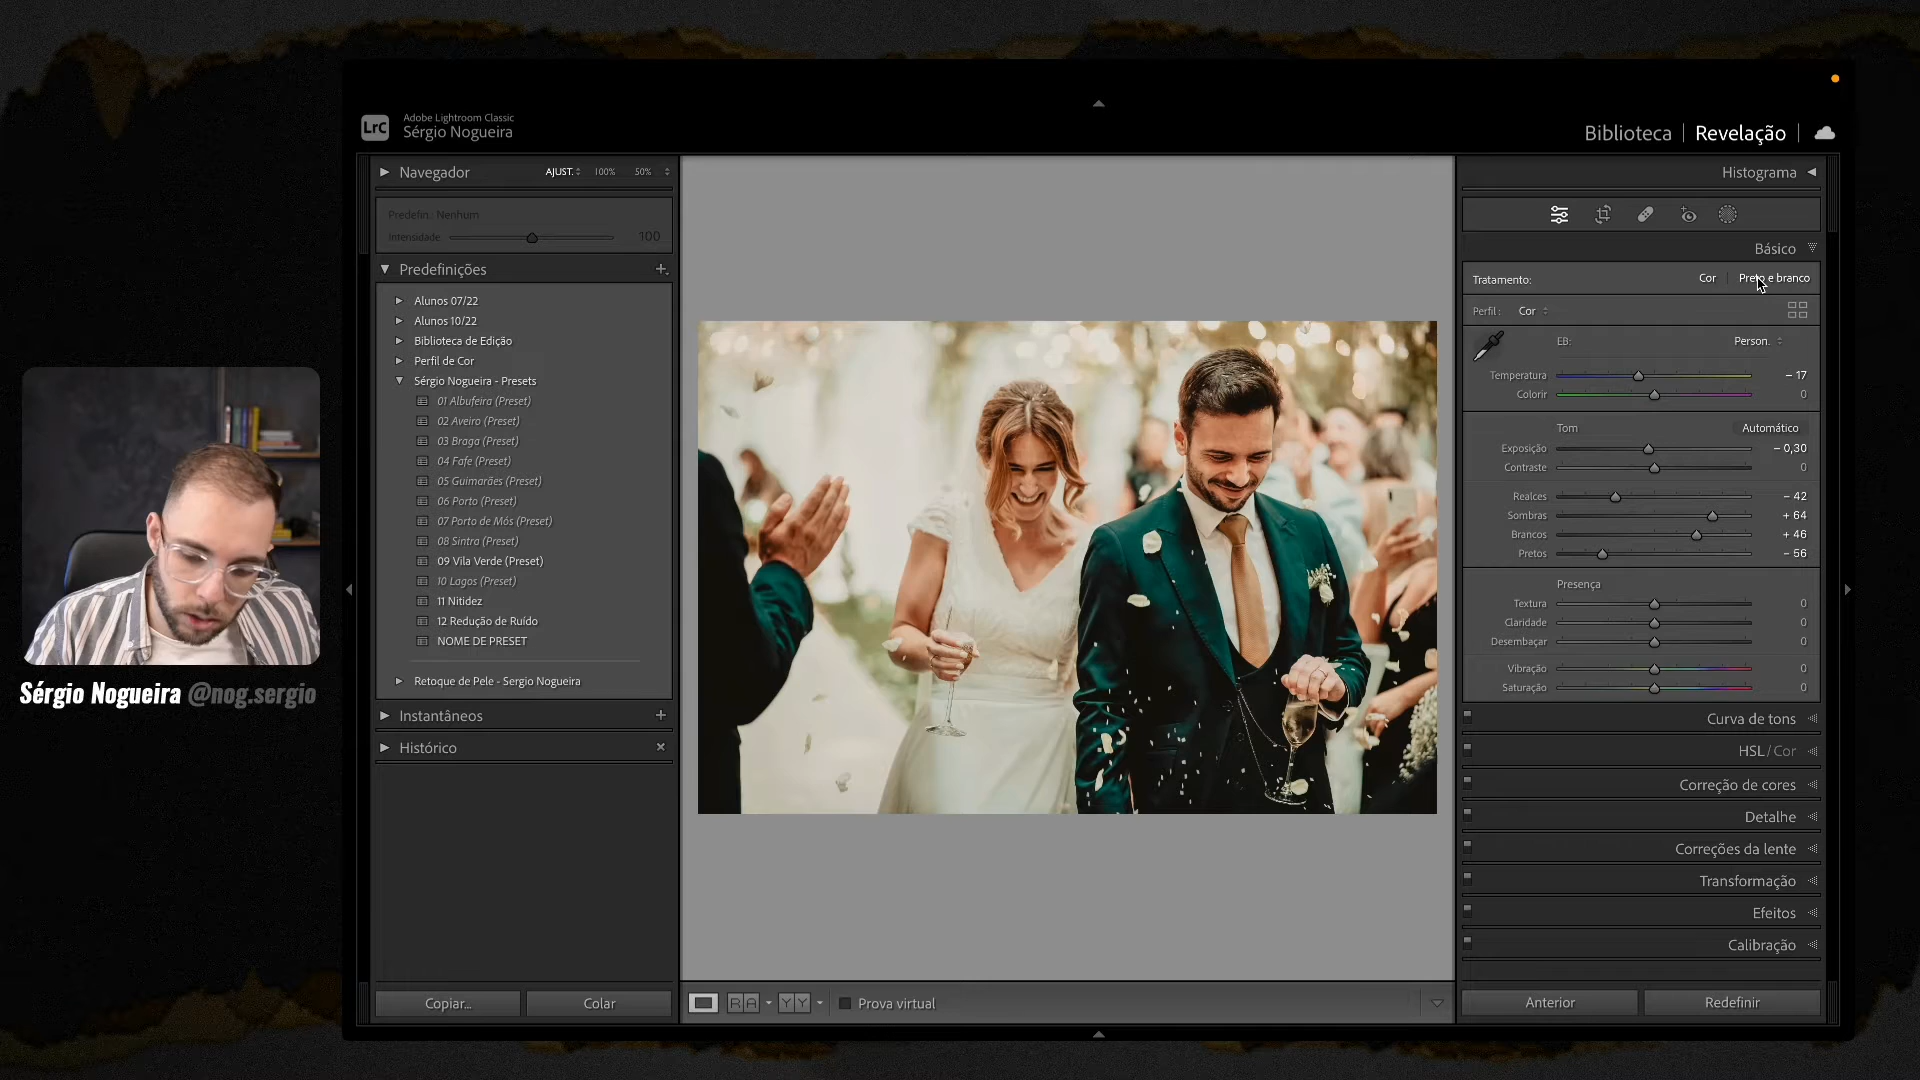 Adobe Lightroom Classic
LrC
Sérgio Nogueira
Biblioteca
Revelação
Navegador
AJUST.
100%
50%
Predefin.: Nenhum
Intensidade
100
Predefinições
Alunos 07/22
Alunos 10/22
Biblioteca de Edição
Perfil de Cor
Sérgio Nogueira - Presets
01 Albufeira (Preset)
02 Aveiro (Preset)
03 Braga (Preset)
04 Fafe (Preset)
05 Guimarães (Preset)
06 Porto (Preset)
07 Porto de Mós (Preset)
08 Sintra (Preset)
09 Vila Verde (Preset)
10 Lagos (Preset)
11 Nitidez
12 Redução de Ruído
NOME DE PRESET
Retoque de Pele - Sergio Nogueira
Instantâneos
Histórico
Copiar...
Colar
Sérgio Nogueira @nog.sergio
R A
Y Y
Prova virtual
Histograma
Básico
Tratamento:
Cor
Preto e branco
Perfil :
Cor
EB:
Person.
Temperatura
– 17
Colorir
0
Tom
Automático
Exposição
– 0,30
Contraste
0
Realces
– 42
Sombras
+ 64
Brancos
+ 46
Pretos
– 56
Presença
Textura
0
Claridade
0
Desembaçar
0
Vibração
0
Saturação
0
Curva de tons
HSL / Cor
Correção de cores
Detalhe
Correções da lente
Transformação
Efeitos
Calibração
Anterior
Redefinir